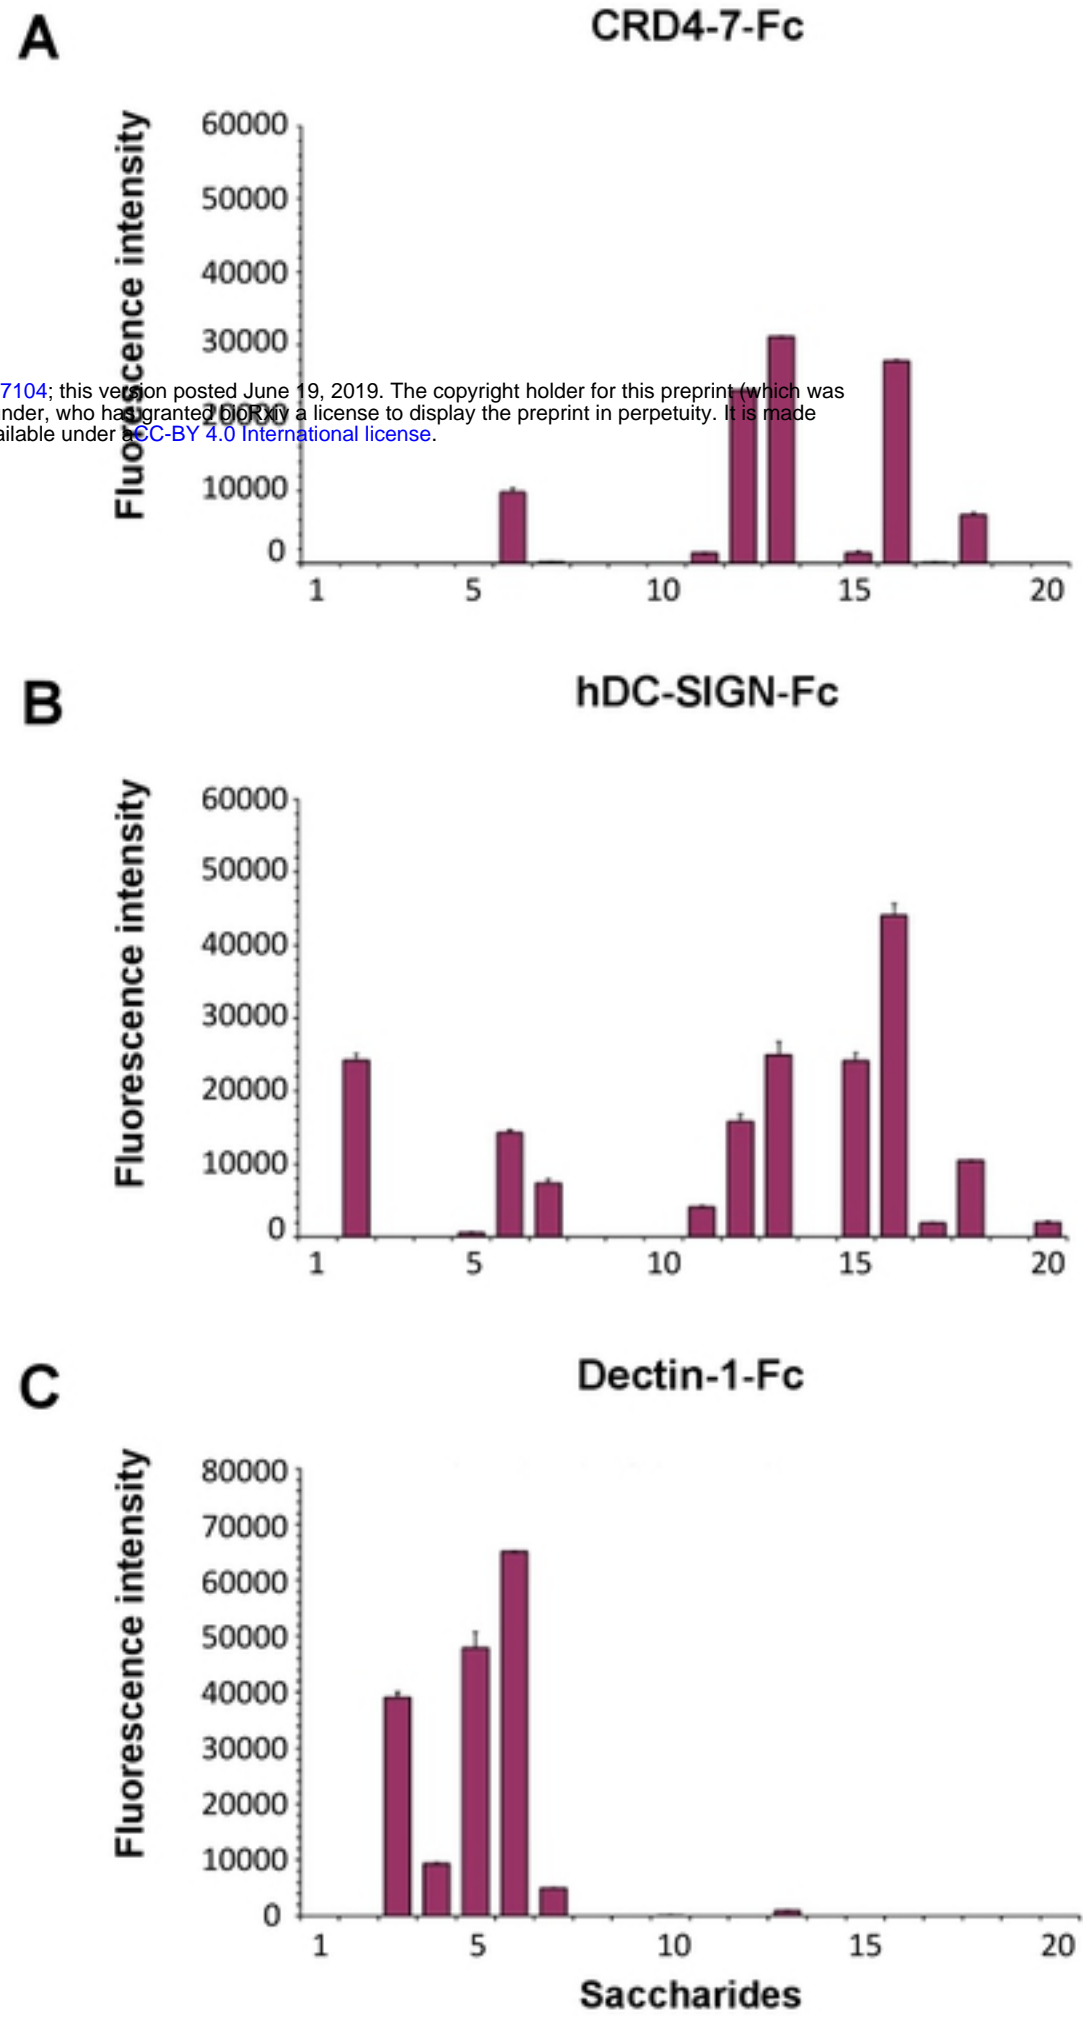 A
CRD4-7-Fc
Fluorescence intensity
60000
50000
40000
30000
7104; this version posted June 19, 2019. The copyright holder for this preprint (which was
nder, who has granted bioRxiv a license to display the preprint in perpetuity. It is made
20000
ailable under aCC-BY 4.0 International license.
10000
0
1 5 10 15 20
B
hDC-SIGN-Fc
Fluorescence intensity
60000
50000
40000
30000
20000
10000
0
1 5 10 15 20
C
Dectin-1-Fc
Fluorescence intensity
80000
70000
60000
50000
40000
30000
20000
10000
0
1 5 10 15 20
Saccharides